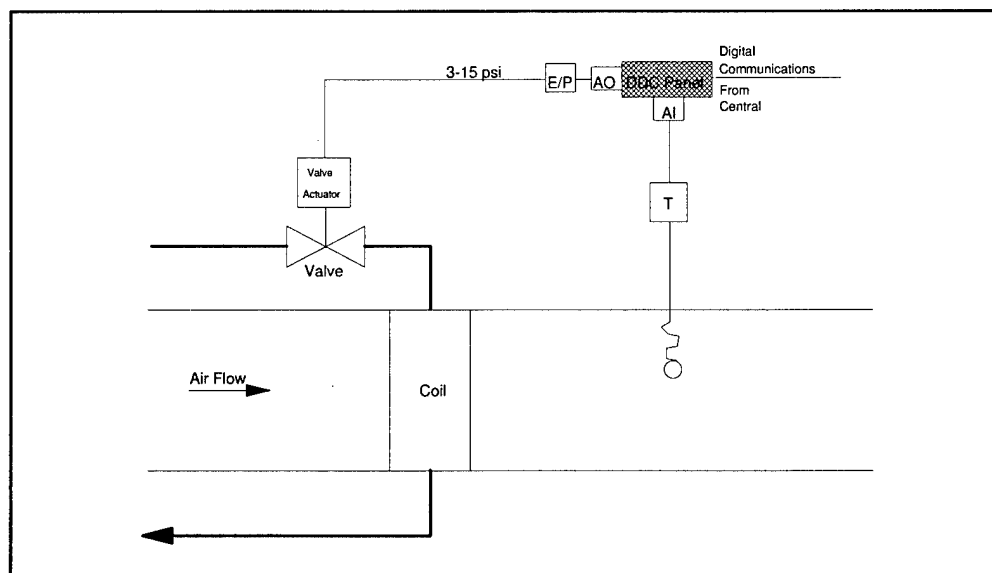 3-15 psi
E/P
AO
DDC Panel
AI
Digital
Communications
From
Central
Valve
Actuator
T
Valve
Air Flow
Coil